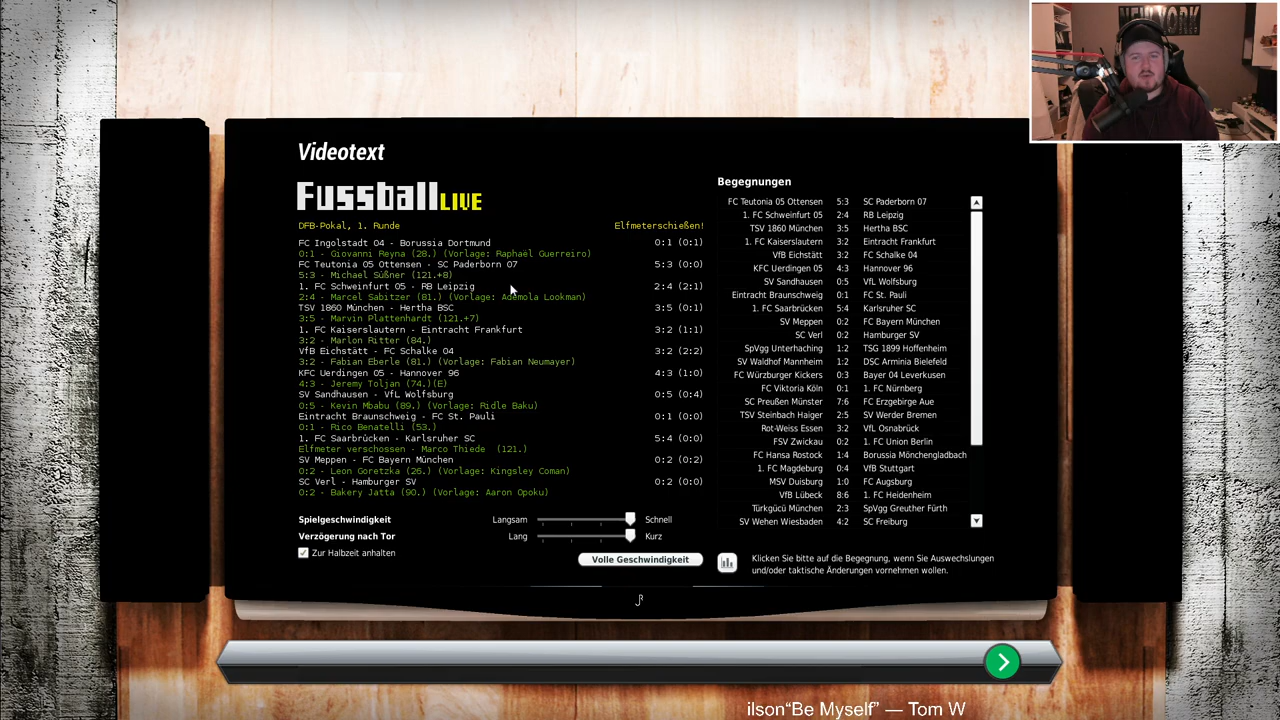 NEW YORK
Videotext
Fussball LIVE
DFB-Pokal, 1. Runde Elfmeterschießen!
FC Ingolstadt 04 - Borussia Dortmund 0:1 (0:1)
0:1 - Giovanni Reyna (28.) (Vorlage: Raphaël Guerreiro)
FC Teutonia 05 Ottensen - SC Paderborn 07 5:3 (0:0)
5:3 - Michael Süßner (121.+8)
1. FC Schweinfurt 05 - RB Leipzig 2:4 (2:1)
2:4 - Marcel Sabitzer (81.) (Vorlage: Ademola Lookman)
TSV 1860 München - Hertha BSC 3:5 (0:1)
3:5 - Marvin Plattenhardt (121.+7)
1. FC Kaiserslautern - Eintracht Frankfurt 3:2 (1:1)
3:2 - Marlon Ritter (84.)
VfB Eichstätt - FC Schalke 04 3:2 (2:2)
3:2 - Fabian Eberle (81.) (Vorlage: Fabian Neumayer)
KFC Uerdingen 05 - Hannover 96 4:3 (1:0)
4:3 - Jeremy Toljan (74.)(E)
SV Sandhausen - VfL Wolfsburg 0:5 (0:4)
0:5 - Kevin Mbabu (89.) (Vorlage: Ridle Baku)
Eintracht Braunschweig - FC St. Pauli 0:1 (0:0)
0:1 - Rico Benatelli (53.)
1. FC Saarbrücken - Karlsruher SC 5:4 (0:0)
Elfmeter verschossen - Marco Thiede (121.)
SV Meppen - FC Bayern München 0:2 (0:2)
0:2 - Leon Goretzka (26.) (Vorlage: Kingsley Coman)
SC Verl - Hamburger SV 0:2 (0:0)
0:2 - Bakery Jatta (90.) (Vorlage: Aaron Opoku)
Spielgeschwindigkeit Langsam Schnell
Verzögerung nach Tor Lang Kurz
Zur Halbzeit anhalten
Volle Geschwindigkeit
Begegnungen
FC Teutonia 05 Ottensen 5:3 SC Paderborn 07
1. FC Schweinfurt 05 2:4 RB Leipzig
TSV 1860 München 3:5 Hertha BSC
1. FC Kaiserslautern 3:2 Eintracht Frankfurt
VfB Eichstätt 3:2 FC Schalke 04
KFC Uerdingen 05 4:3 Hannover 96
SV Sandhausen 0:5 VfL Wolfsburg
Eintracht Braunschweig 0:1 FC St. Pauli
1. FC Saarbrücken 5:4 Karlsruher SC
SV Meppen 0:2 FC Bayern München
SC Verl 0:2 Hamburger SV
SpVgg Unterhaching 1:2 TSG 1899 Hoffenheim
SV Waldhof Mannheim 1:2 DSC Arminia Bielefeld
FC Würzburger Kickers 0:3 Bayer 04 Leverkusen
FC Viktoria Köln 0:1 1. FC Nürnberg
SC Preußen Münster 7:6 FC Erzgebirge Aue
TSV Steinbach Haiger 2:5 SV Werder Bremen
Rot-Weiss Essen 3:2 VfL Osnabrück
FSV Zwickau 0:2 1. FC Union Berlin
FC Hansa Rostock 1:4 Borussia Mönchengladbach
1. FC Magdeburg 0:4 VfB Stuttgart
MSV Duisburg 1:0 FC Augsburg
VfB Lübeck 8:6 1. FC Heidenheim
Türkgücü München 2:3 SpVgg Greuther Fürth
SV Wehen Wiesbaden 4:2 SC Freiburg
Klicken Sie bitte auf die Begegnung, wenn Sie Auswechslungen
und/oder taktische Änderungen vornehmen wollen.
ilson“Be Myself” — Tom W